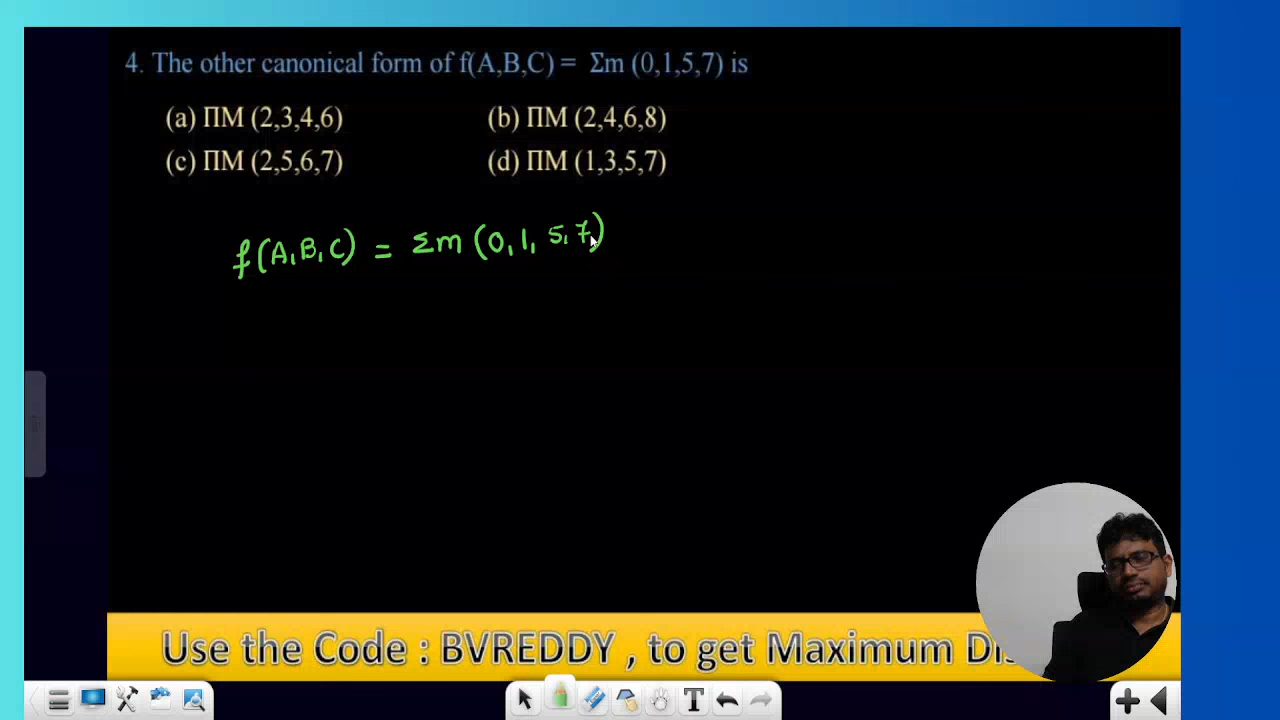 4. The other canonical form of f(A,B,C) = Σm (0,1,5,7) is
(a) ΠM (2,3,4,6) (b) ΠM (2,4,6,8)
(c) ΠM (2,5,6,7) (d) ΠM (1,3,5,7)
f(A,B,C) = Σm (0,1,5,7)
Use the Code : BVREDDY , to get Maximum Dis
T